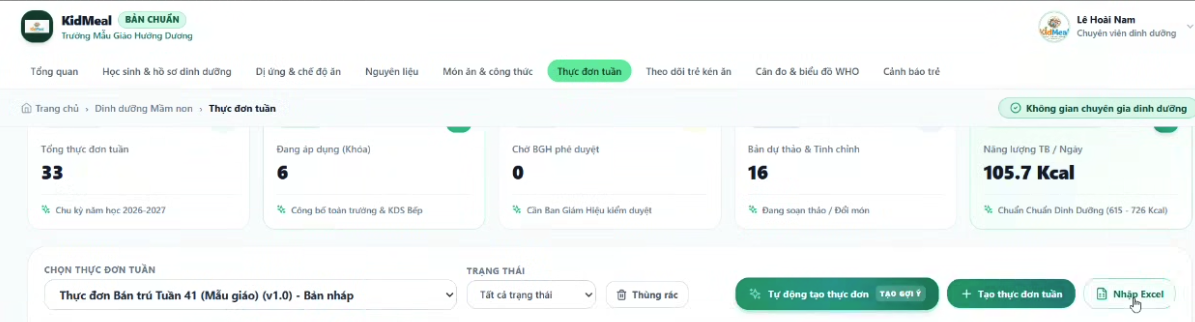 KidMeal BẢN CHUẨN
Trường Mẫu Giáo Hướng Dương
Lê Hoài Nam
Chuyên viên dinh dưỡng
Tổng quan Học sinh & hồ sơ dinh dưỡng Dị ứng & chế độ ăn Nguyên liệu Món ăn & công thức Thực đơn tuần Theo dõi trẻ kén ăn Cân đo & biểu đồ WHO Cảnh báo trẻ
Trang chủ › Dinh dưỡng Mầm non › Thực đơn tuần
Không gian chuyên gia dinh dưỡng
Tổng thực đơn tuần
33
Chu kỳ năm học 2026-2027
Đang áp dụng (Khóa)
6
Công bố toàn trường & KDS Bếp
Chờ BGH phê duyệt
0
Cần Ban Giám Hiệu kiểm duyệt
Bản dự thảo & Tinh chỉnh
16
Đang soạn thảo / Đổi món
Năng lượng TB / Ngày
105.7 Kcal
Chuẩn Chuẩn Dinh Dưỡng (615 - 726 Kcal)
CHỌN THỰC ĐƠN TUẦN
Thực đơn Bán trú Tuần 41 (Mẫu giáo) (v1.0) - Bản nháp
TRẠNG THÁI
Tất cả trạng thái
Thùng rác
Tự động tạo thực đơn TẠO GỢI Ý
+ Tạo thực đơn tuần
Nhập Excel